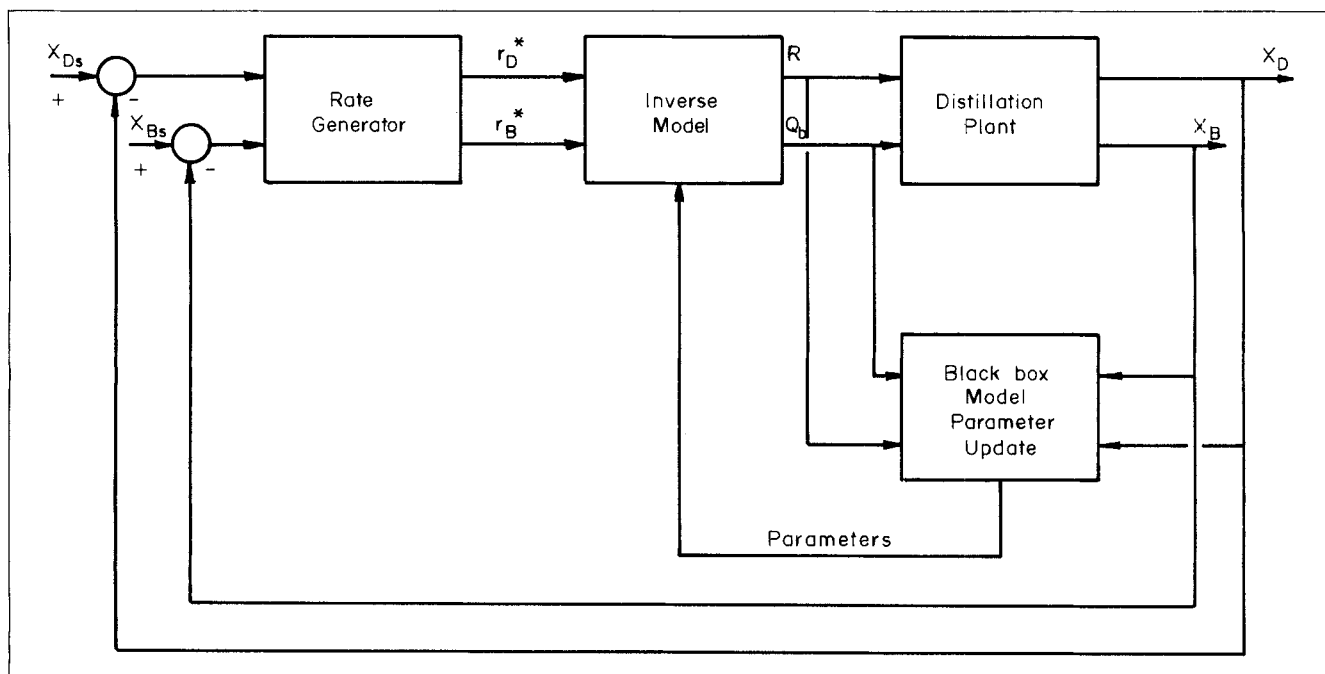 X_Ds
+
-
X_Bs
+
-
Rate
Generator
r_D*
r_B*
Inverse
Model
R
Q_b
Distillation
Plant
X_D
X_B
Black box
Model
Parameter
Update
Parameters